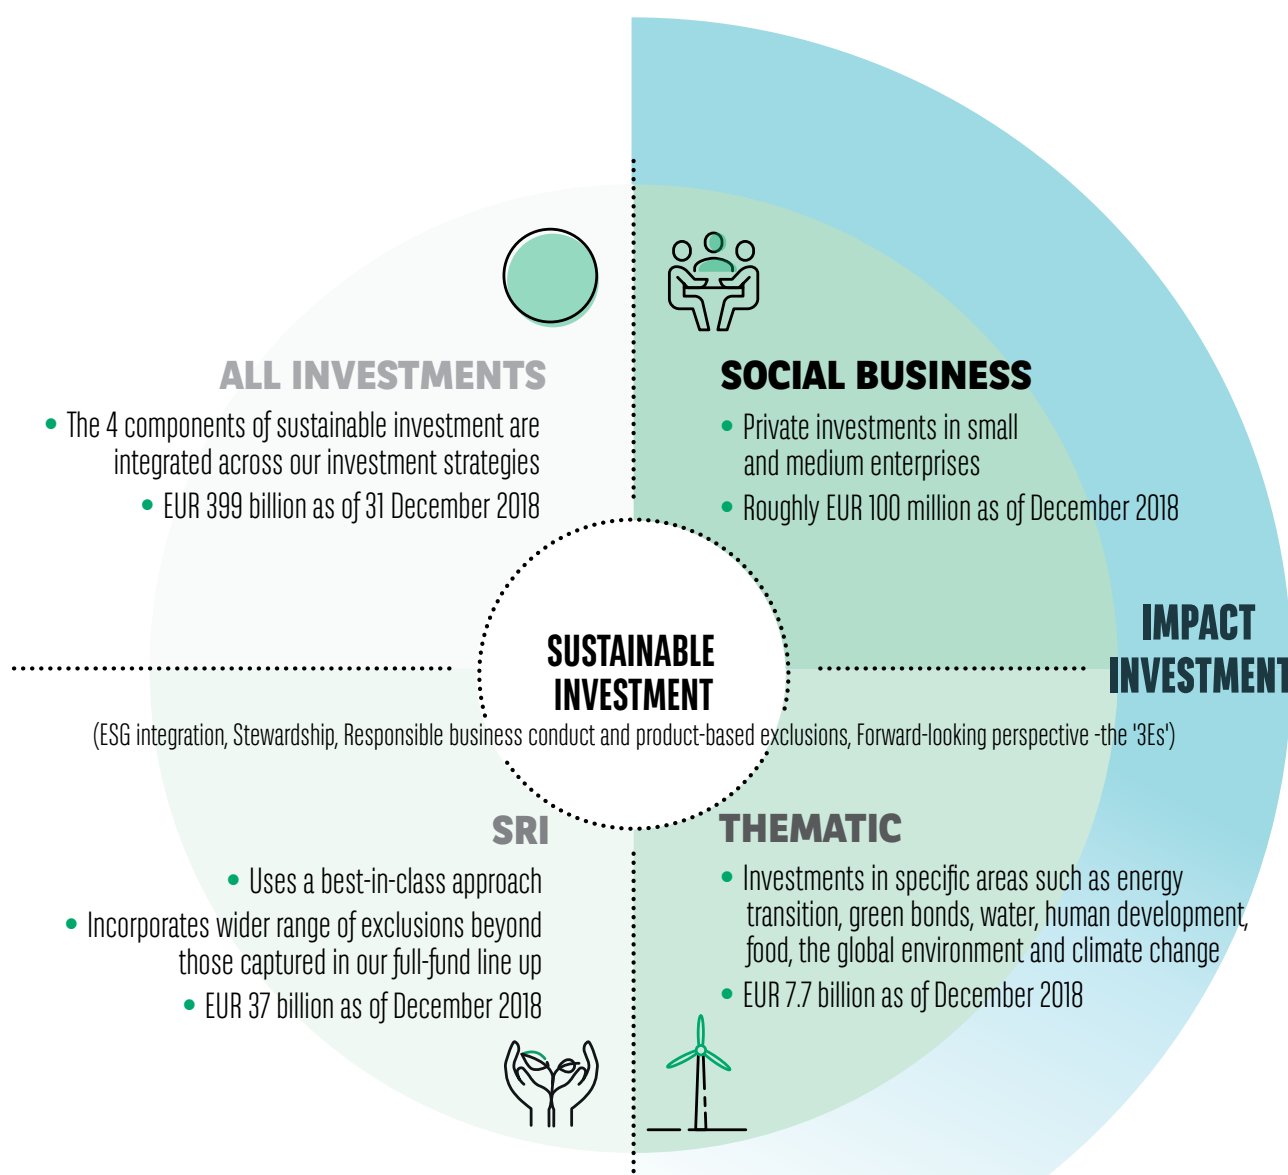 ALL INVESTMENTS
• The 4 components of sustainable investment are
integrated across our investment strategies
• EUR 399 billion as of 31 December 2018
SOCIAL BUSINESS
• Private investments in small
and medium enterprises
• Roughly EUR 100 million as of December 2018
IMPACT
INVESTMENT
SUSTAINABLE
INVESTMENT
(ESG integration, Stewardship, Responsible business conduct and product-based exclusions, Forward-looking perspective -the '3Es')
SRI
• Uses a best-in-class approach
• Incorporates wider range of exclusions beyond
those captured in our full-fund line up
• EUR 37 billion as of December 2018
THEMATIC
• Investments in specific areas such as energy
transition, green bonds, water, human development,
food, the global environment and climate change
• EUR 7.7 billion as of December 2018